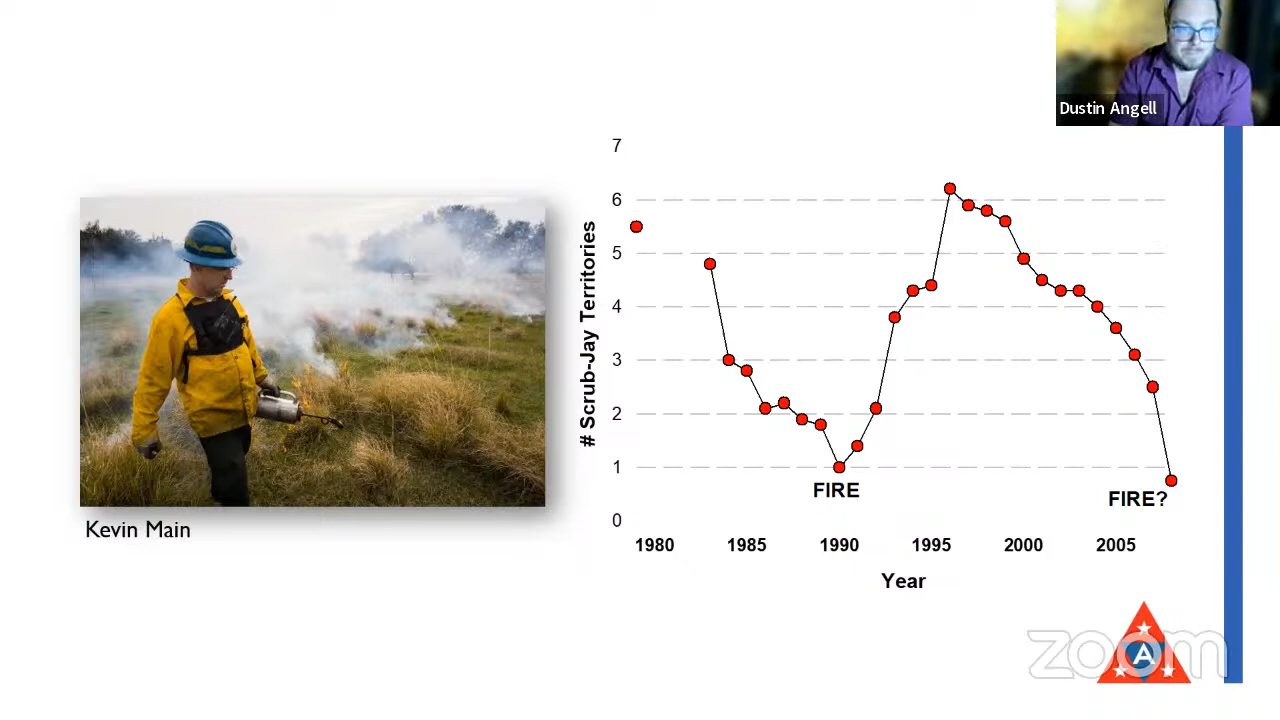 Dustin Angell
7
6
5
4
3
2
1
0
# Scrub-Jay Territories
FIRE
FIRE?
1980 1985 1990 1995 2000 2005
Year
Kevin Main
zoom
A